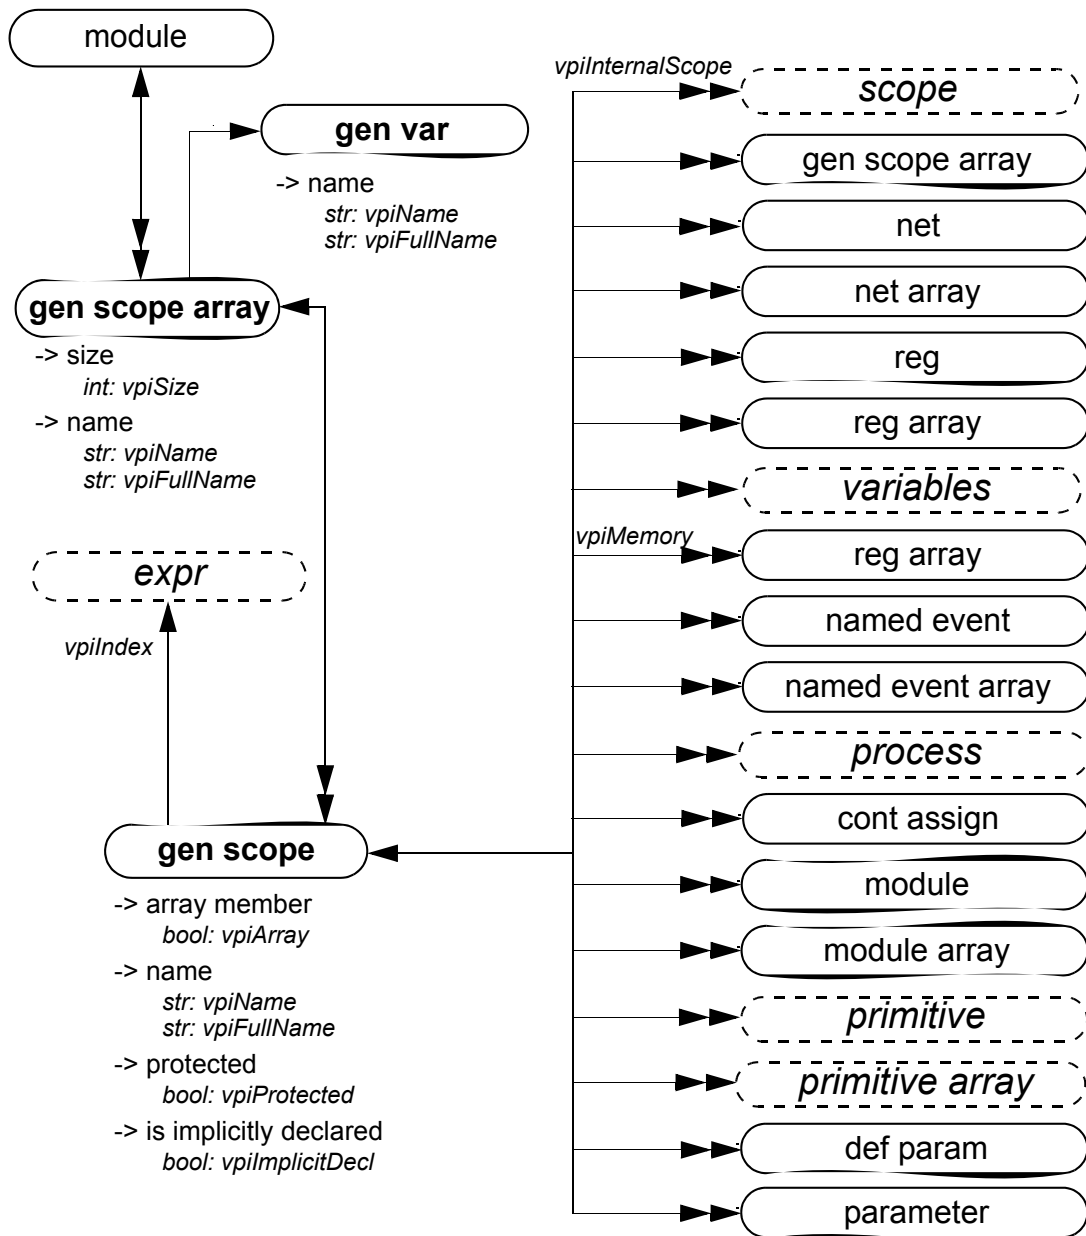 module
gen var
-> name
str: vpiName
str: vpiFullName
gen scope array
-> size
int: vpiSize
-> name
str: vpiName
str: vpiFullName
expr
vpiIndex
gen scope
-> array member
bool: vpiArray
-> name
str: vpiName
str: vpiFullName
-> protected
bool: vpiProtected
-> is implicitly declared
bool: vpiImplicitDecl
vpiInternalScope
scope
gen scope array
net
net array
reg
reg array
variables
vpiMemory
reg array
named event
named event array
process
cont assign
module
module array
primitive
primitive array
def param
parameter